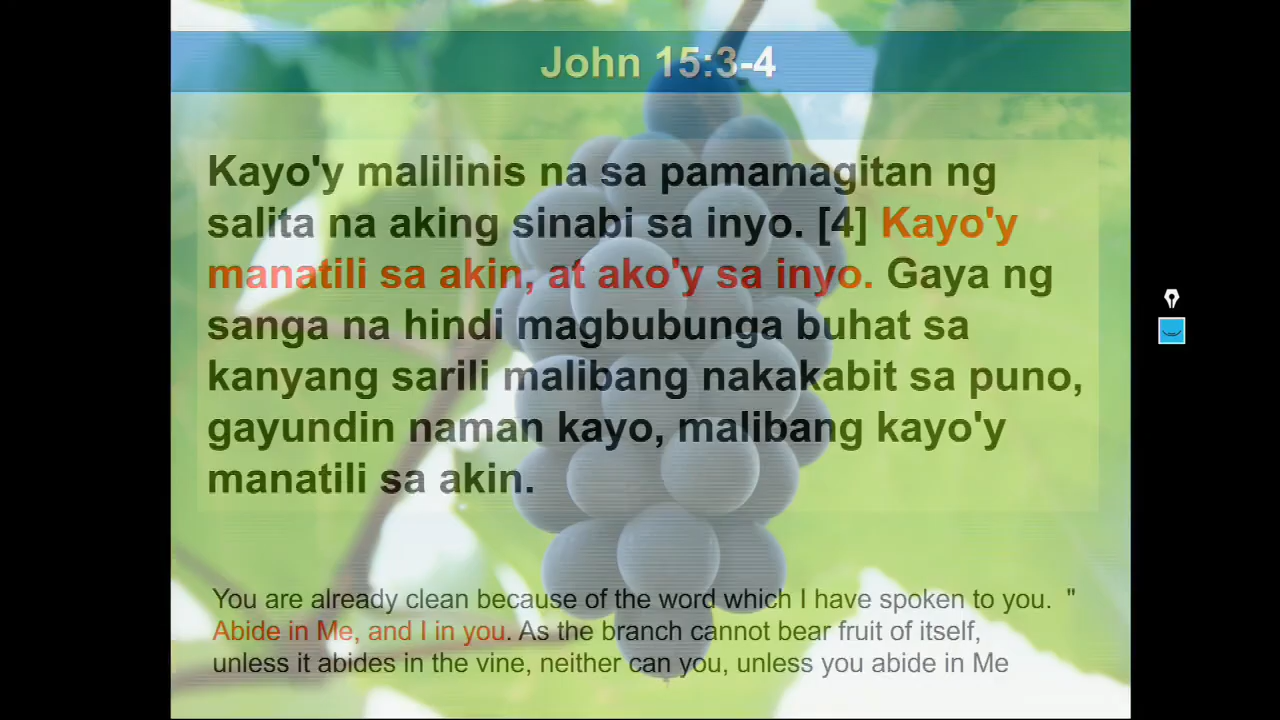 John 15:3-4
Kayo'y malilinis na sa pamamagitan ng
salita na aking sinabi sa inyo. [4] Kayo'y
manatili sa akin, at ako'y sa inyo. Gaya ng
sanga na hindi magbubunga buhat sa
kanyang sarili malibang nakakabit sa puno,
gayundin naman kayo, malibang kayo'y
manatili sa akin.
You are already clean because of the word which I have spoken to you. "
Abide in Me, and I in you. As the branch cannot bear fruit of itself,
unless it abides in the vine, neither can you, unless you abide in Me